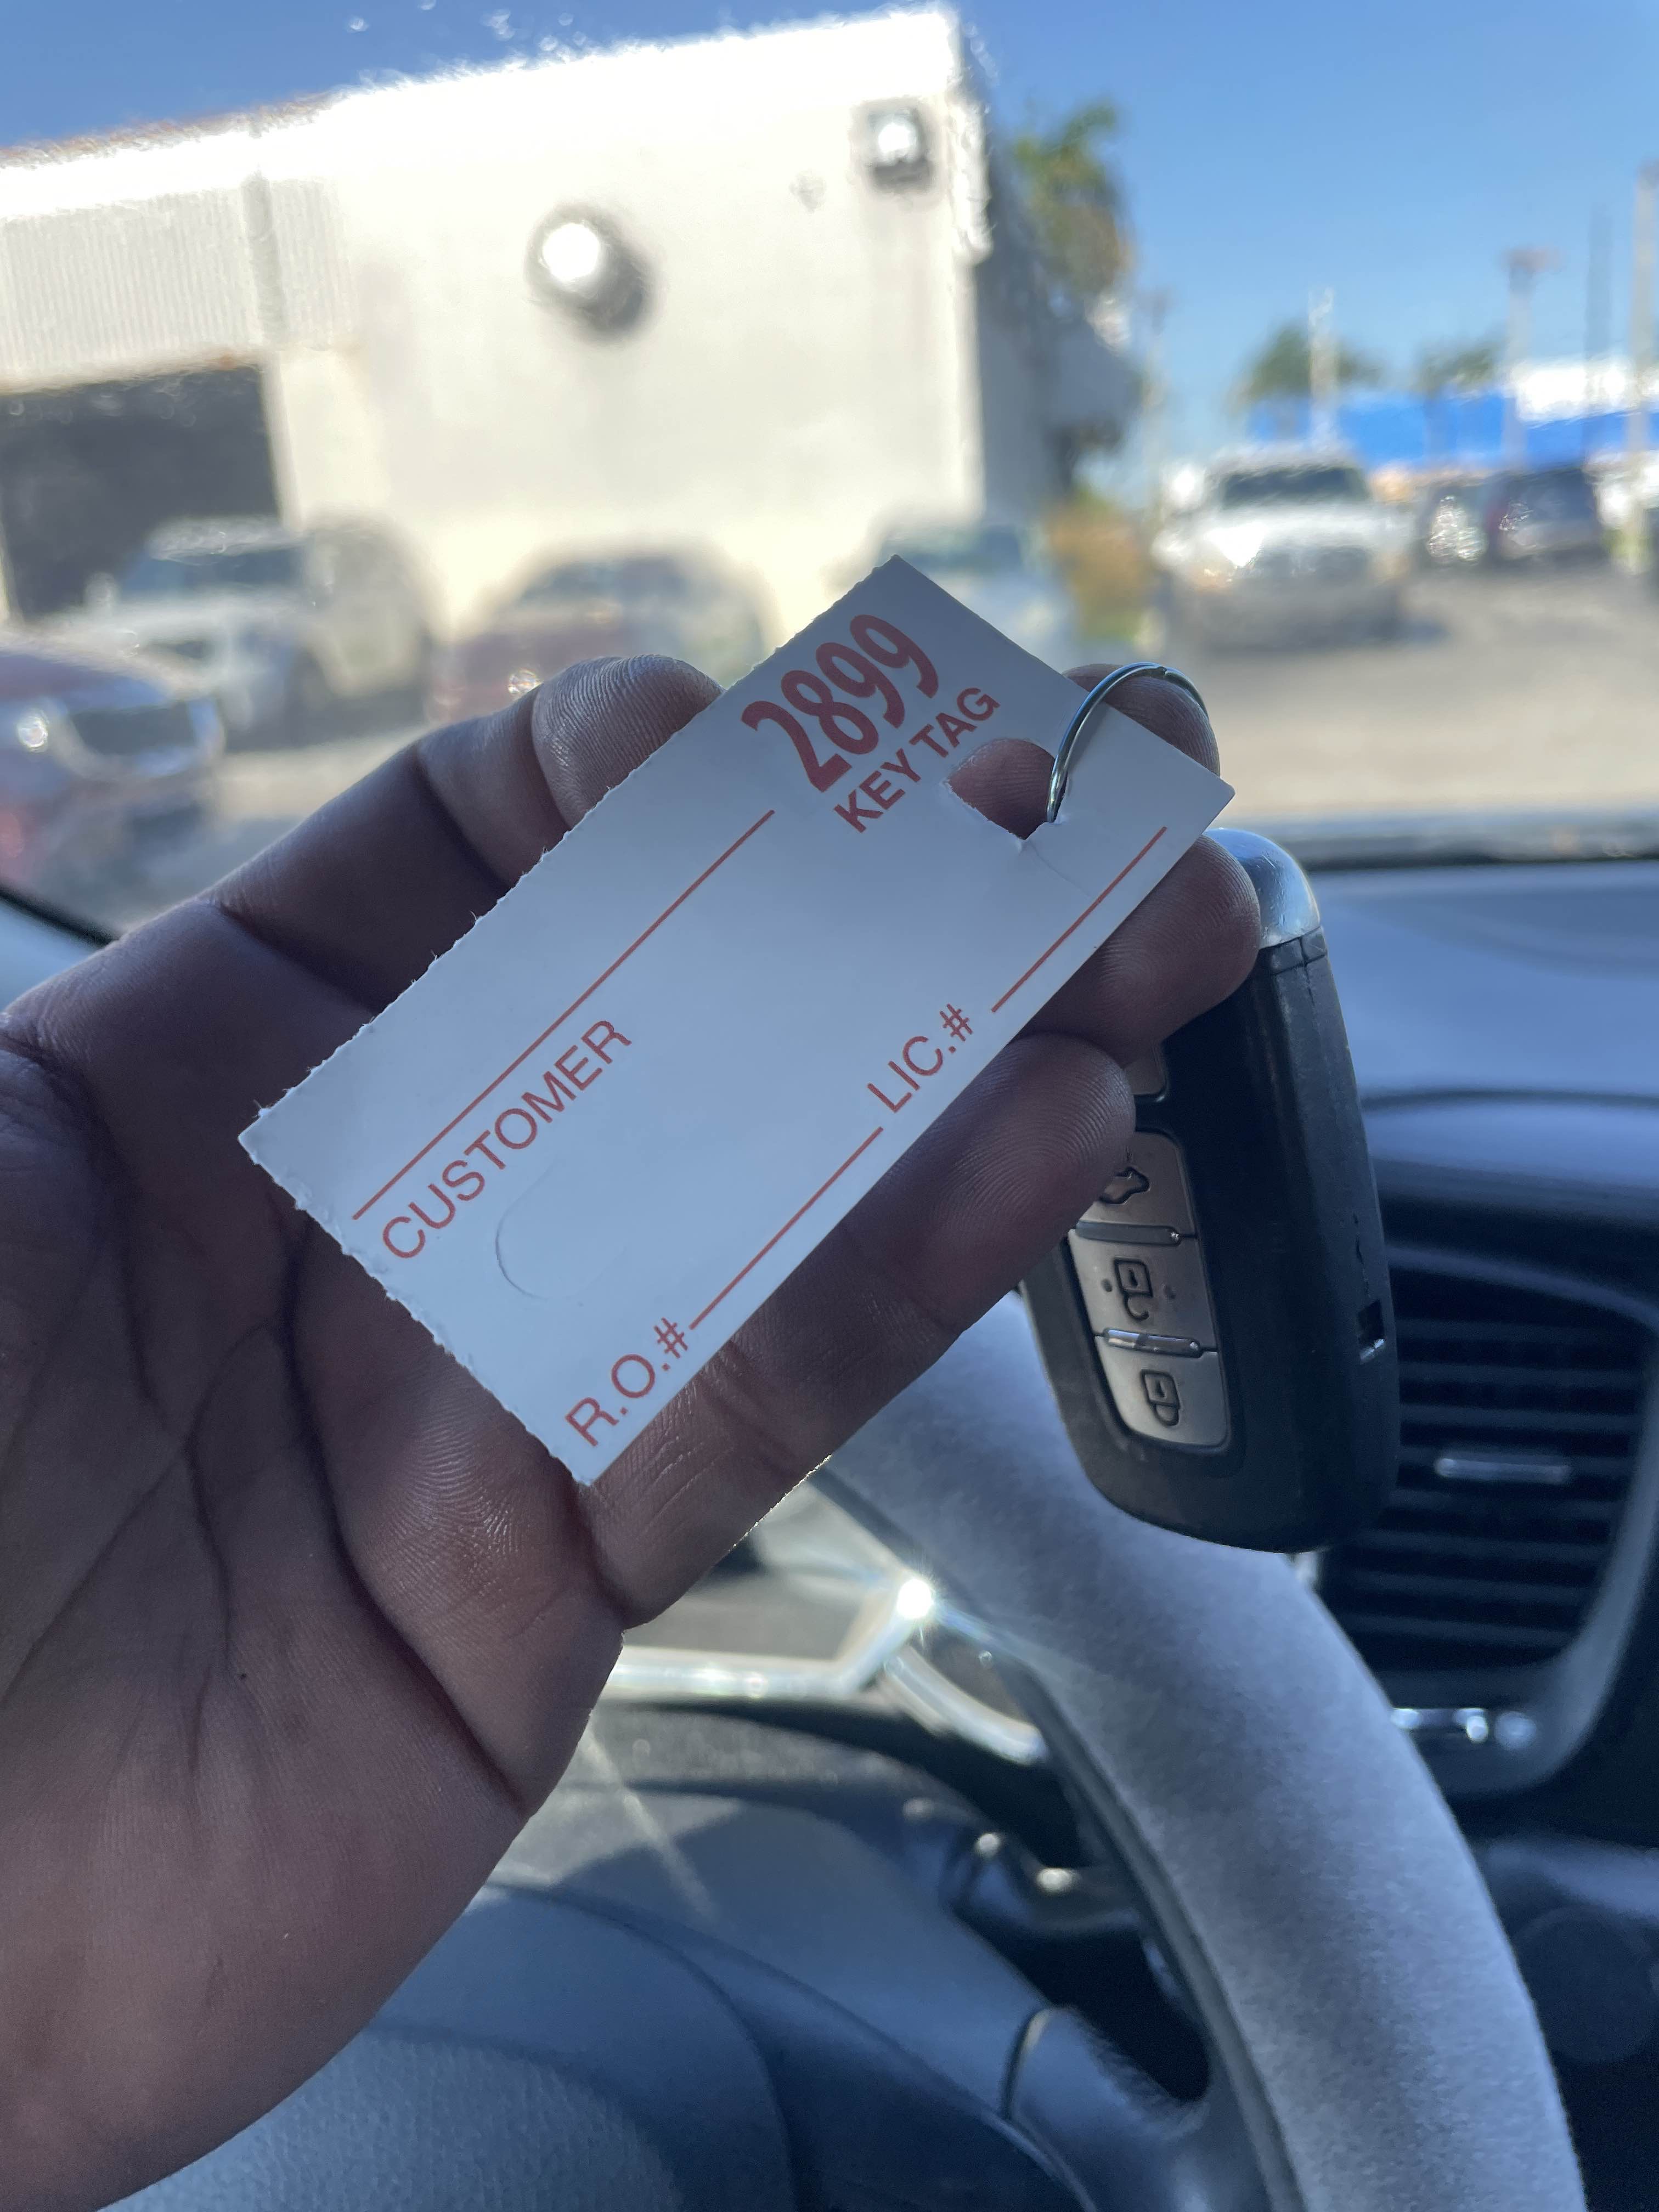 2899
KEY TAG
CUSTOMER
R.O.# LIC.#